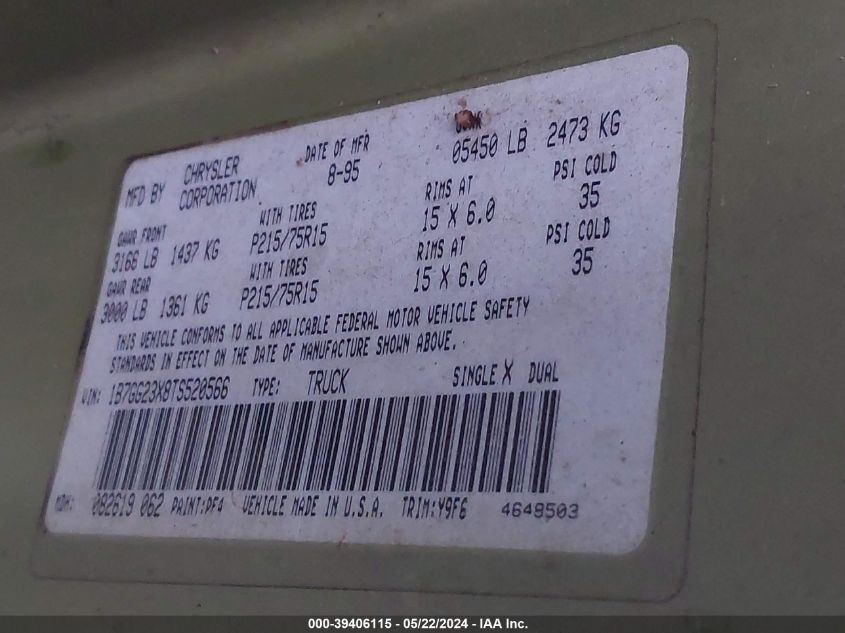 MFD BY CHRYSLER CORPORATION DATE OF MFR 8-95 GVWR 05450 LB 2473 KG
GAWR FRONT WITH TIRES RIMS AT PSI COLD
3166 LB 1437 KG P215/75R15 15 X 6.0 35
GAWR REAR WITH TIRES RIMS AT PSI COLD
3000 LB 1361 KG P215/75R15 15 X 6.0 35
THIS VEHICLE CONFORMS TO ALL APPLICABLE FEDERAL MOTOR VEHICLE SAFETY
STANDARDS IN EFFECT ON THE DATE OF MANUFACTURE SHOWN ABOVE.
VIN: 1B7GG23X8TS520566 TYPE: TRUCK SINGLE X DUAL
MDH: 082619 062 PAINT:PF4 VEHICLE MADE IN U.S.A. TRIM:Y9F6 4648503
000-39406115 - 05/22/2024 - IAA Inc.